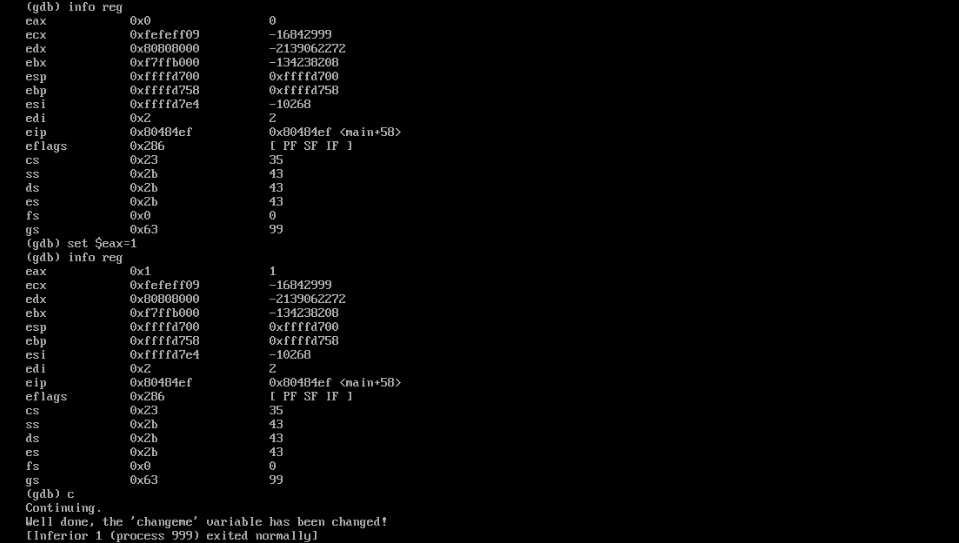 (gdb) info reg
eax 0x0 0
ecx 0xfefeff09 -16842999
edx 0x80808000 -2139062272
ebx 0xf7ffb000 -134238208
esp 0xffffd700 0xffffd700
ebp 0xffffd758 0xffffd758
esi 0xffffd7e4 -10268
edi 0x2 2
eip 0x80484ef 0x80484ef <main+58>
eflags 0x286 [ PF SF IF ]
cs 0x23 35
ss 0x2b 43
ds 0x2b 43
es 0x2b 43
fs 0x0 0
gs 0x63 99
(gdb) set $eax=1
(gdb) info reg
eax 0x1 1
ecx 0xfefeff09 -16842999
edx 0x80808000 -2139062272
ebx 0xf7ffb000 -134238208
esp 0xffffd700 0xffffd700
ebp 0xffffd758 0xffffd758
esi 0xffffd7e4 -10268
edi 0x2 2
eip 0x80484ef 0x80484ef <main+58>
eflags 0x286 [ PF SF IF ]
cs 0x23 35
ss 0x2b 43
ds 0x2b 43
es 0x2b 43
fs 0x0 0
gs 0x63 99
(gdb) c
Continuing.
Well done, the 'changeme' variable has been changed!
[Inferior 1 (process 999) exited normally]